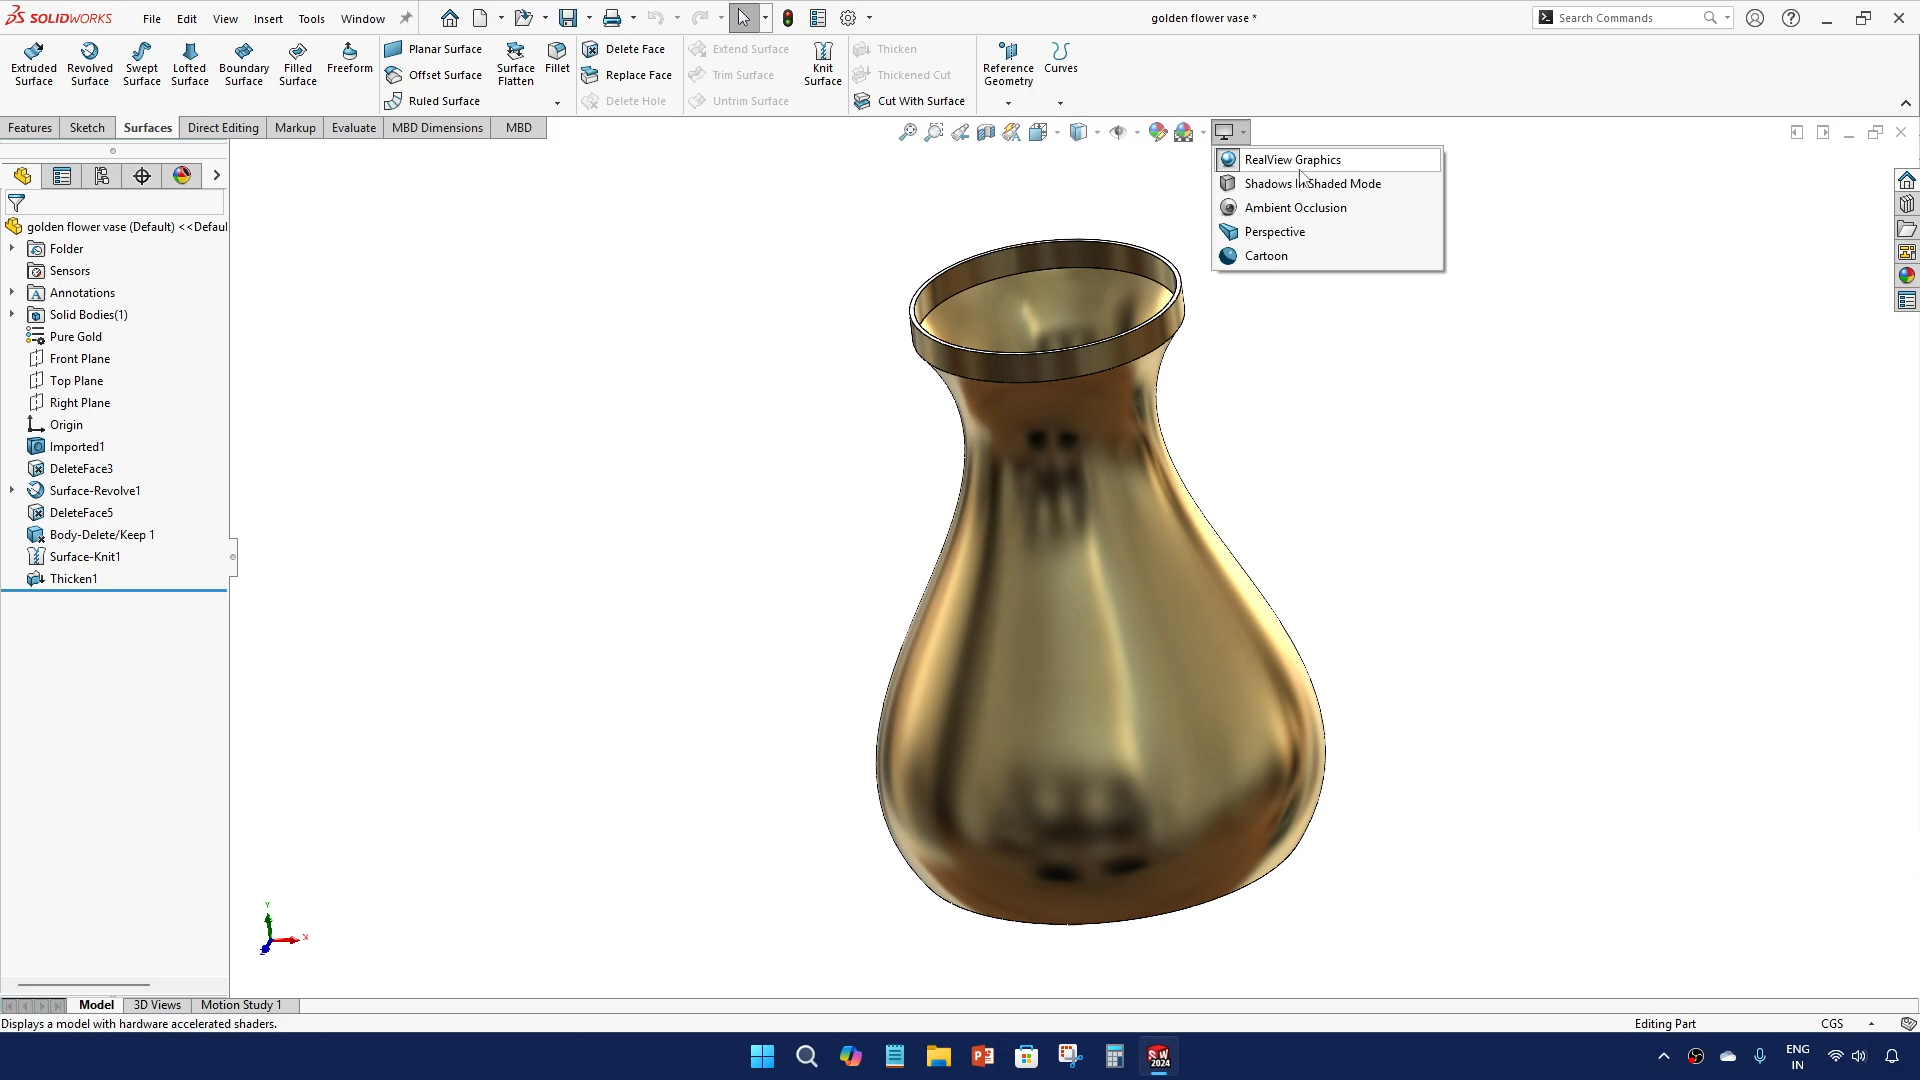 SOLIDWORKS File Edit View Insert Tools Window golden flower vase * Search Commands
Extruded Surface
Revolved Surface
Swept Surface
Lofted Surface
Boundary Surface
Filled Surface
Freeform
Planar Surface
Offset Surface
Ruled Surface
Surface Flatten
Fillet
Delete Face
Replace Face
Delete Hole
Extend Surface
Trim Surface
Untrim Surface
Knit Surface
Thicken
Thickened Cut
Cut With Surface
Reference Geometry
Curves
Features Sketch Surfaces Direct Editing Markup Evaluate MBD Dimensions MBD
RealView Graphics
Shadows In Shaded Mode
Ambient Occlusion
Perspective
Cartoon
golden flower vase (Default) <<Defaul
Folder
Sensors
Annotations
Solid Bodies(1)
Pure Gold
Front Plane
Top Plane
Right Plane
Origin
Imported1
DeleteFace3
Surface-Revolve1
DeleteFace5
Body-Delete/Keep 1
Surface-Knit1
Thicken1
Y
X
Z
Model 3D Views Motion Study 1
Displays a model with hardware accelerated shaders. Editing Part CGS
SW 2024
ENG
IN